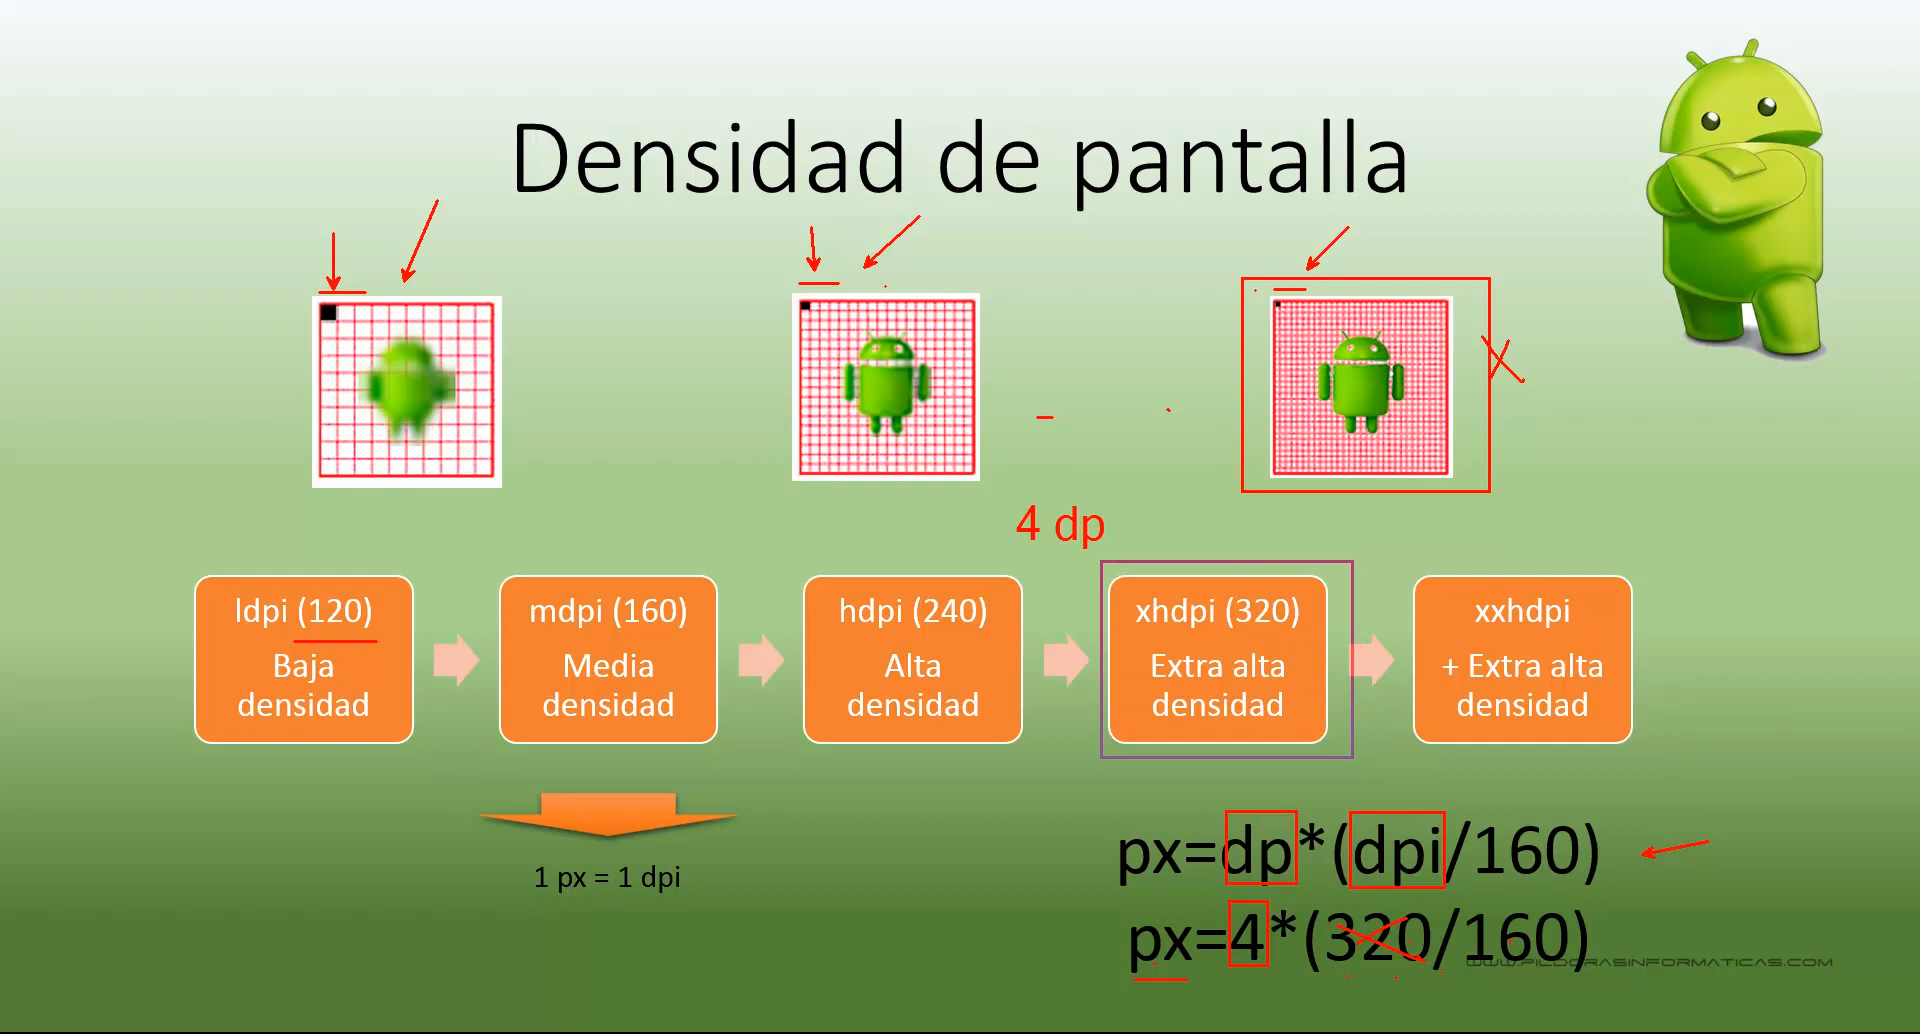 Densidad de pantalla
4 dp
ldpi (120)
Baja
densidad
mdpi (160)
Media
densidad
hdpi (240)
Alta
densidad
xhdpi (320)
Extra alta
densidad
xxhdpi
+ Extra alta
densidad
1 px = 1 dpi
px=dp*(dpi/160)
px=4*(320/160)
WWW.PILDORASINFORMATICAS.COM